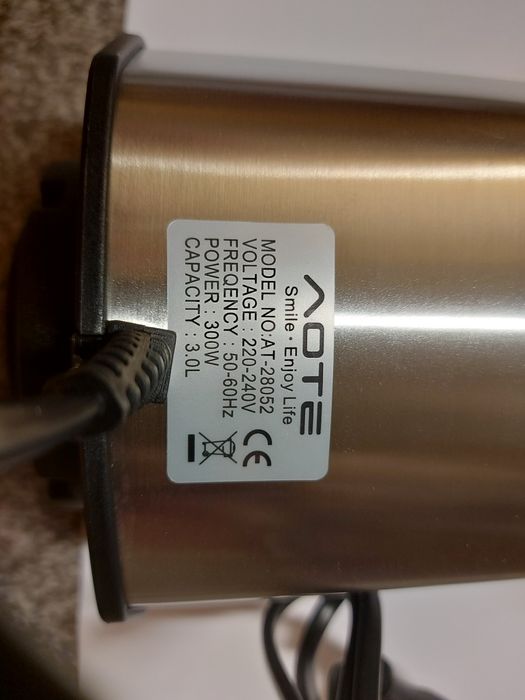 ΛOTE
Smile · Enjoy Life
MODEL NO:AT-28052
VOLTAGE : 220-240V
FREQENCY : 50-60Hz
POWER : 300W
CAPACITY : 3.0L
CE